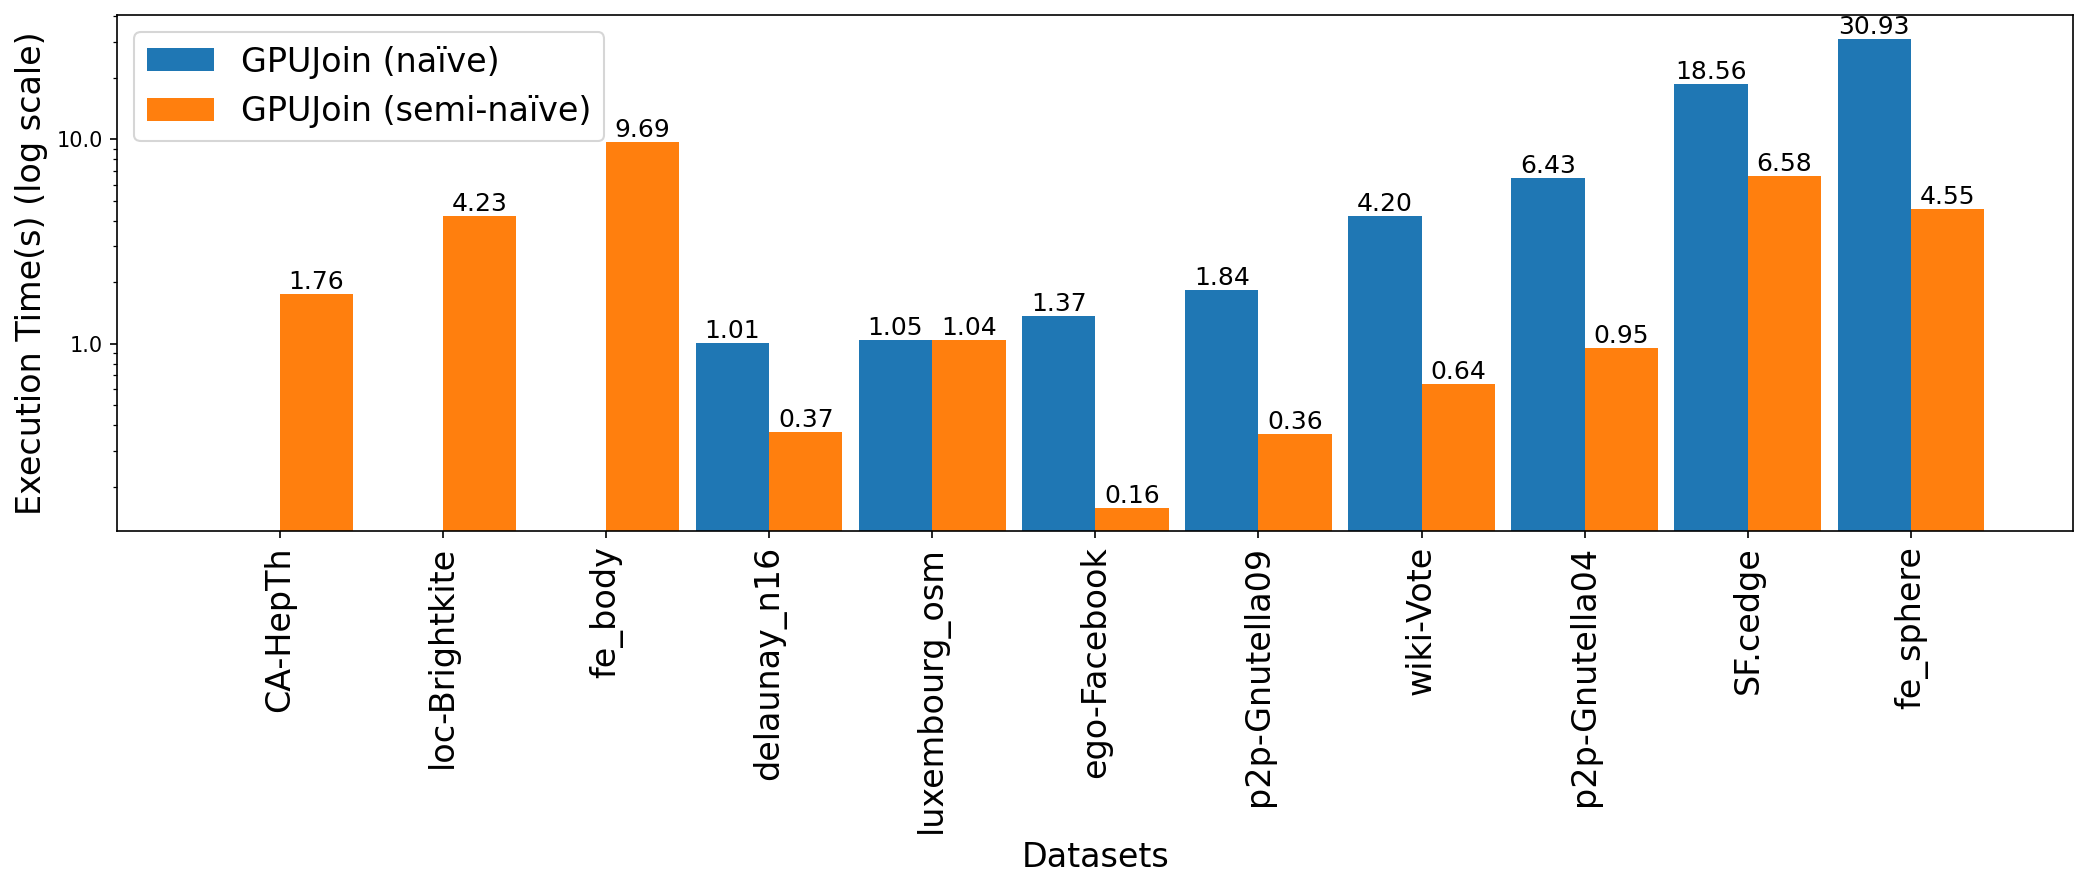 Execution Time(s) (log scale)
GPUJoin (naïve)
GPUJoin (semi-naïve)
10.0
1.0
1.76
4.23
9.69
1.01
0.37
1.05
1.04
1.37
0.16
1.84
0.36
4.20
0.64
6.43
0.95
18.56
6.58
30.93
4.55
CA-HepTh
loc-Brightkite
fe_body
delaunay_n16
luxembourg_osm
ego-Facebook
p2p-Gnutella09
wiki-Vote
p2p-Gnutella04
SF.cedge
fe_sphere
Datasets